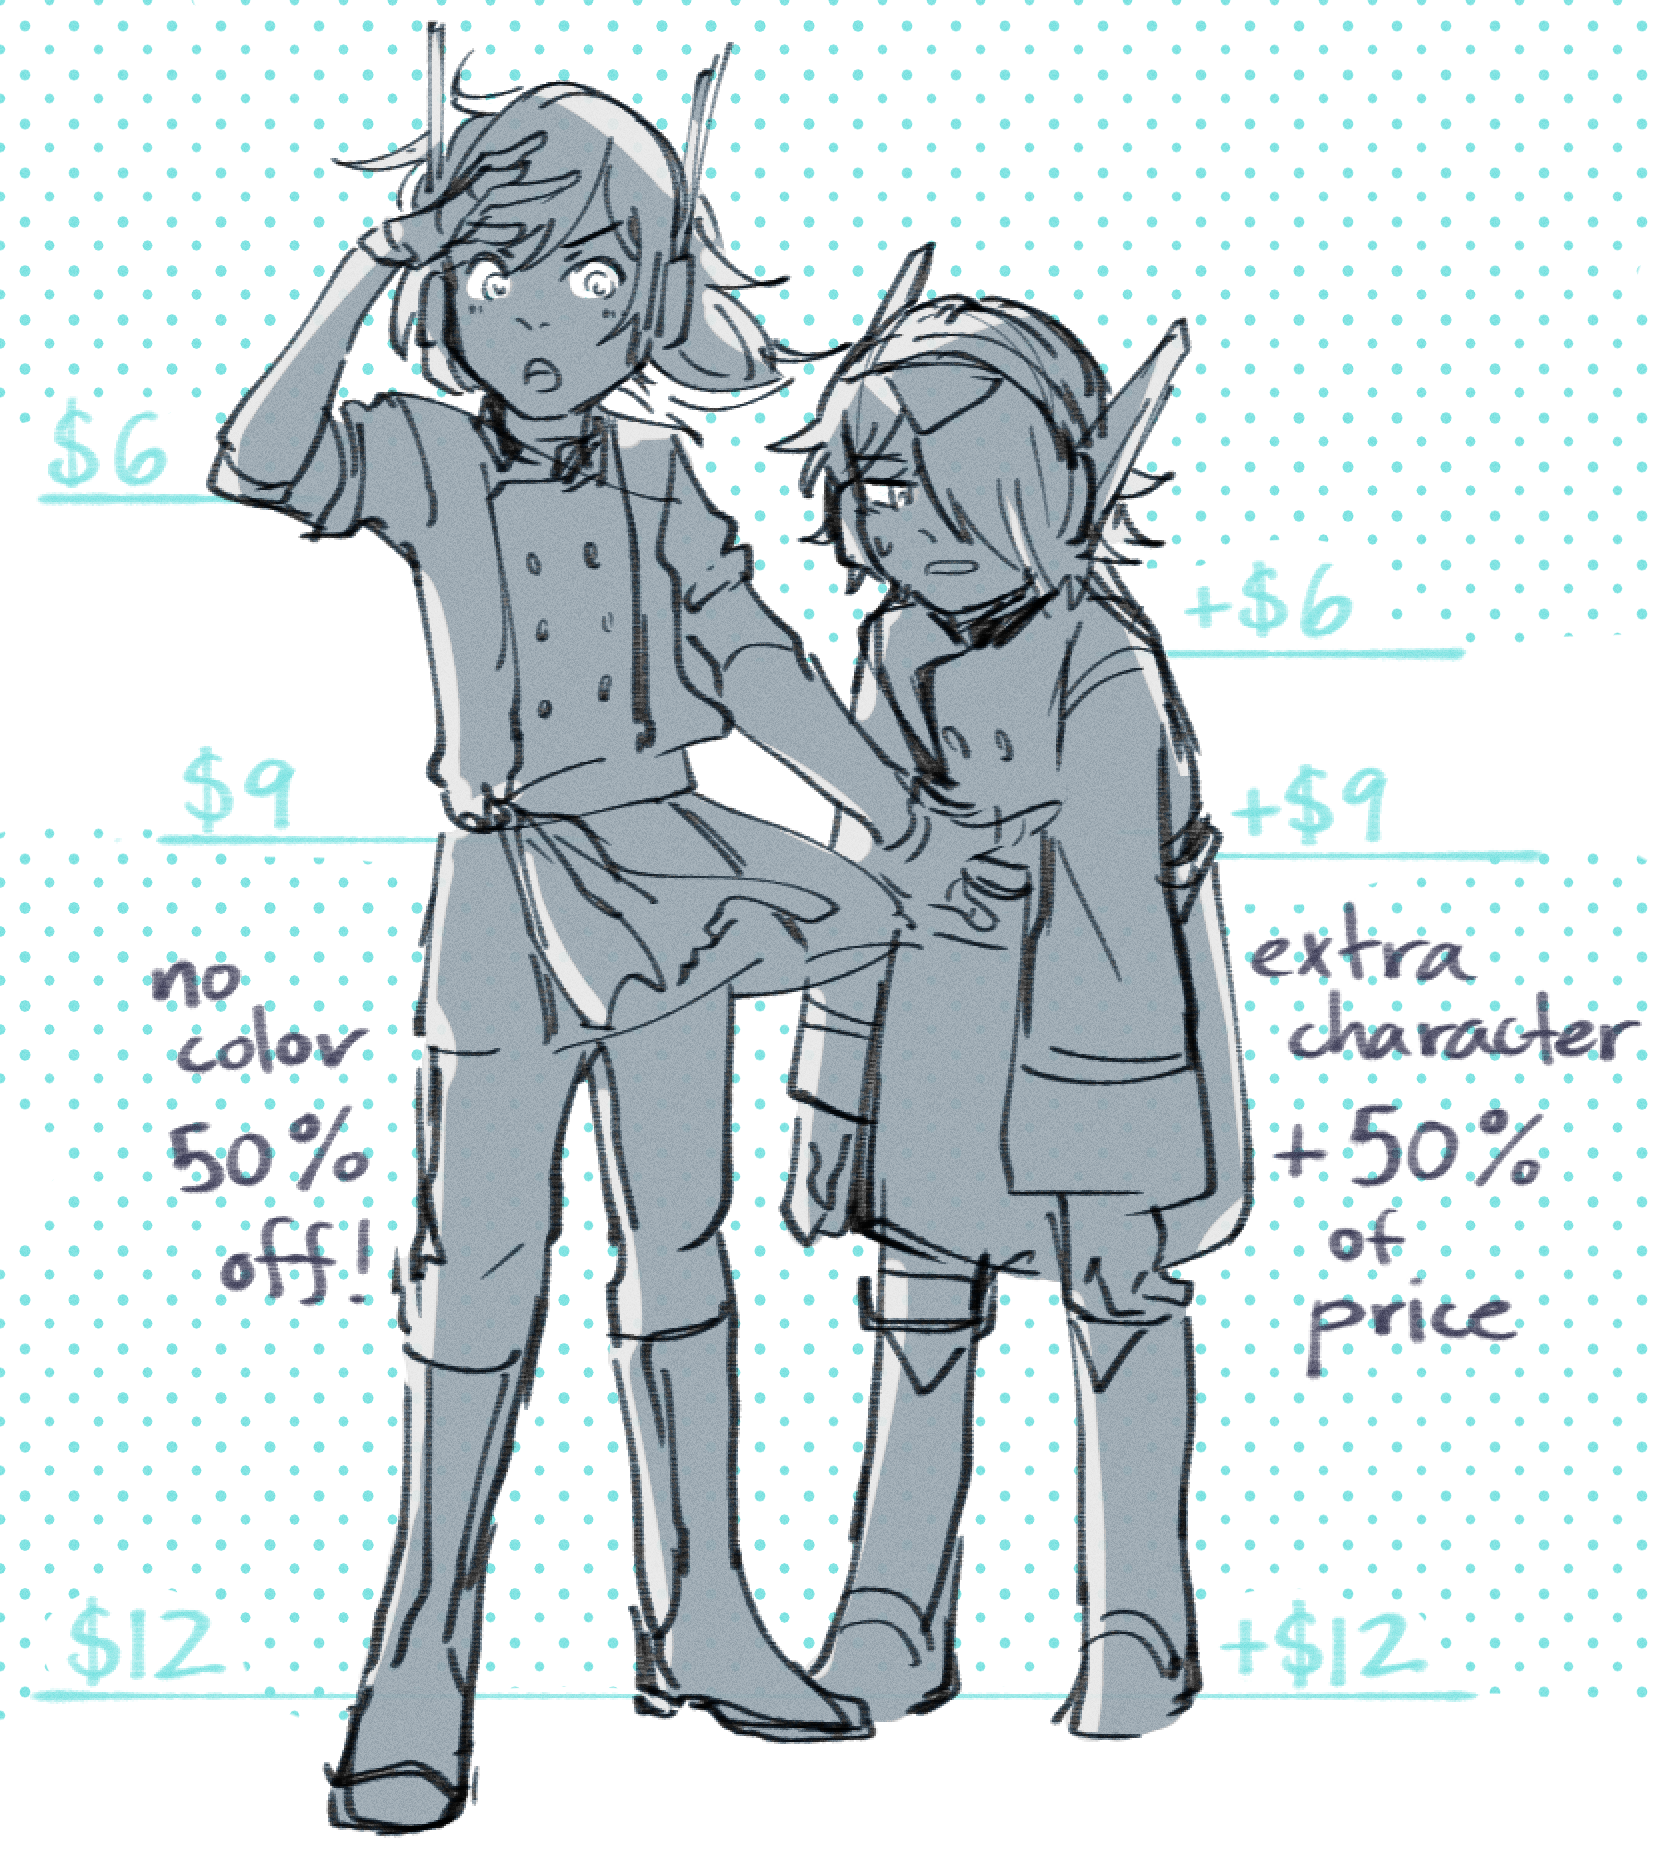 $6
+$6
$9
+$9
no
color
50%
off!
extra
character
+50%
of
price
$12
+$12